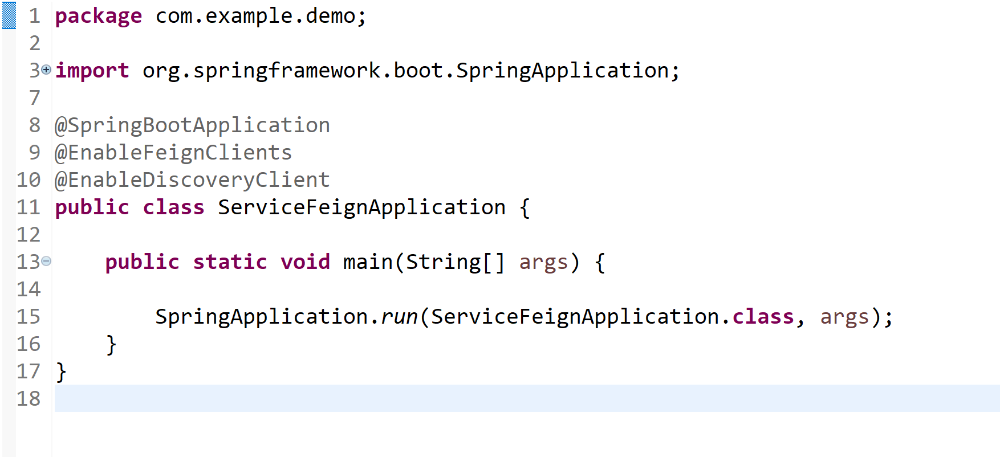 1 package com.example.demo;
2
3 import org.springframework.boot.SpringApplication;
7
8 @SpringBootApplication
9 @EnableFeignClients
10 @EnableDiscoveryClient
11 public class ServiceFeignApplication {
12
13     public static void main(String[] args) {
14
15         SpringApplication.run(ServiceFeignApplication.class, args);
16     }
17 }
18